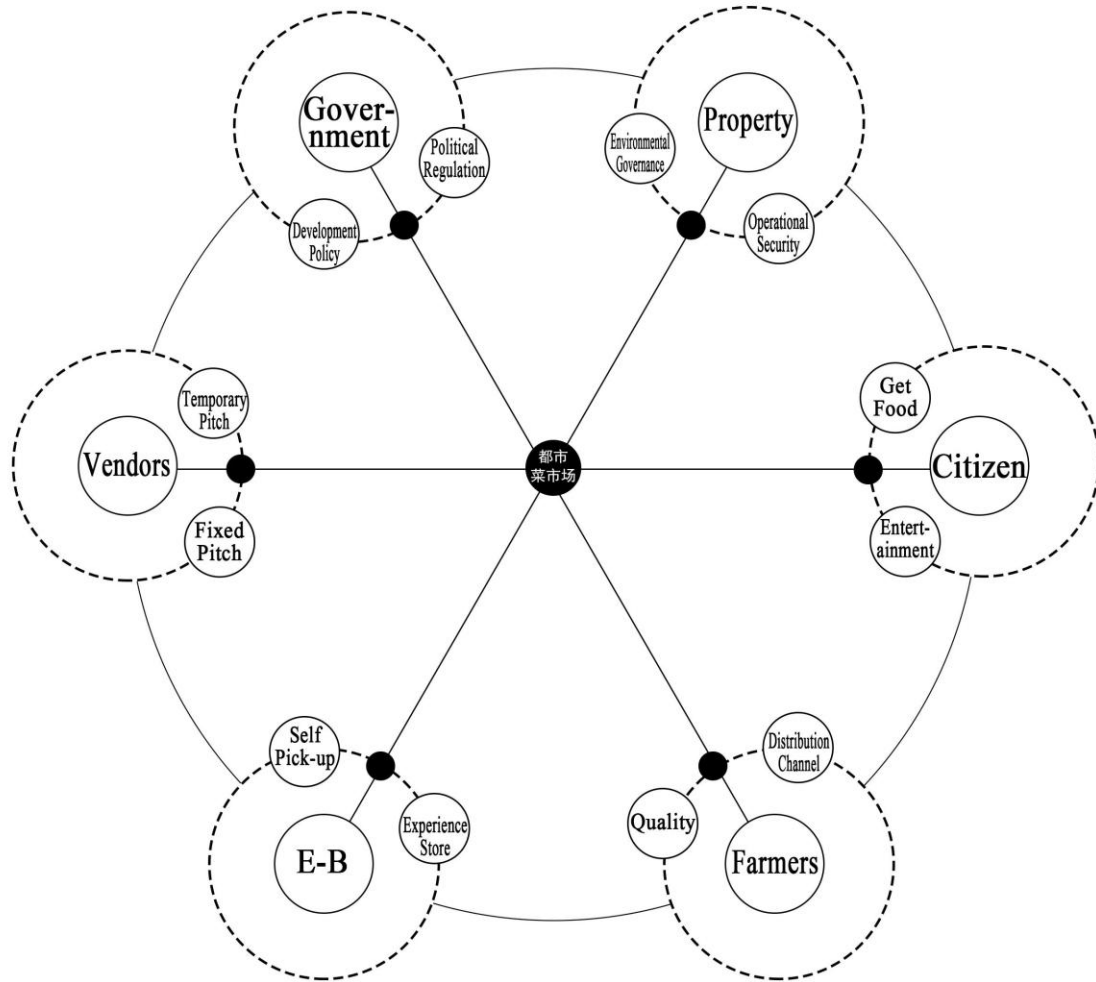 Gover-
nment
Political
Regulation
Development
Policy
Property
Environmental
Governance
Operational
Security
Temporary
Pitch
Vendors
Fixed
Pitch
都市
菜市场
Get
Food
Citizen
Entert-
ainment
Self
Pick-up
Experience
Store
E-B
Distribution
Channel
Quality
Farmers